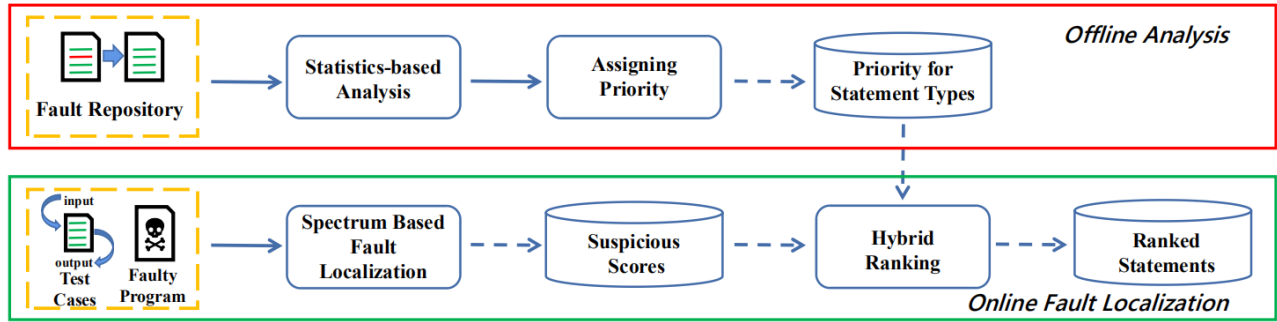 Offline Analysis
Fault Repository
Statistics-based
Analysis
Assigning
Priority
Priority for
Statement Types
input
output
Test
Cases
Faulty
Program
Spectrum Based
Fault
Localization
Suspicious
Scores
Hybrid
Ranking
Ranked
Statements
Online Fault Localization